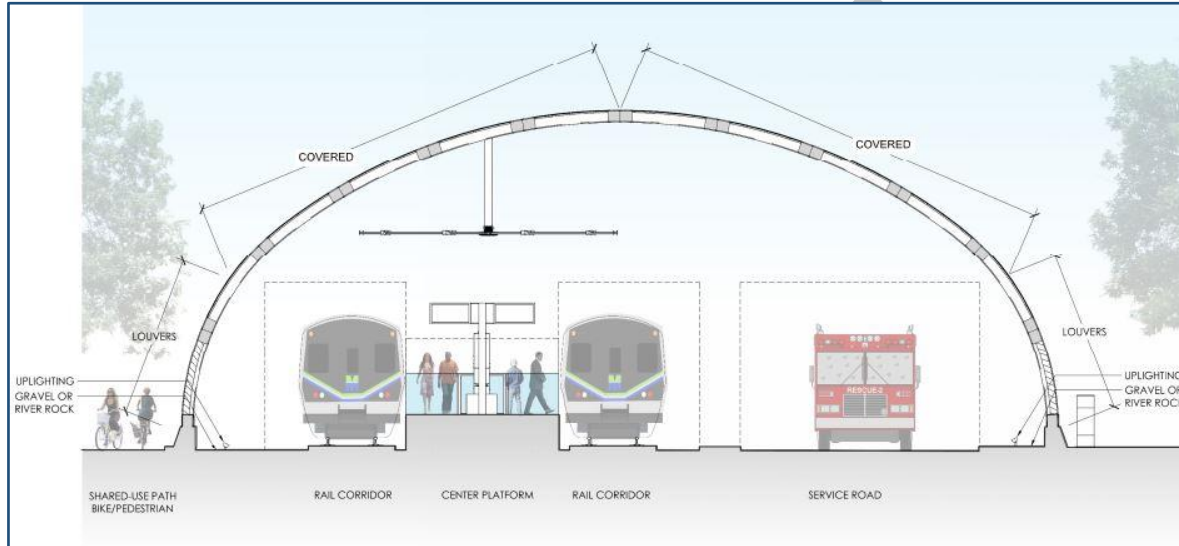 COVERED
COVERED
LOUVERS
LOUVERS
UPLIGHTING
GRAVEL OR
RIVER ROCK
UPLIGHTING
GRAVEL OR
RIVER ROCK
RESCUE-2
SHARED-USE PATH
BIKE/PEDESTRIAN
RAIL CORRIDOR
CENTER PLATFORM
RAIL CORRIDOR
SERVICE ROAD